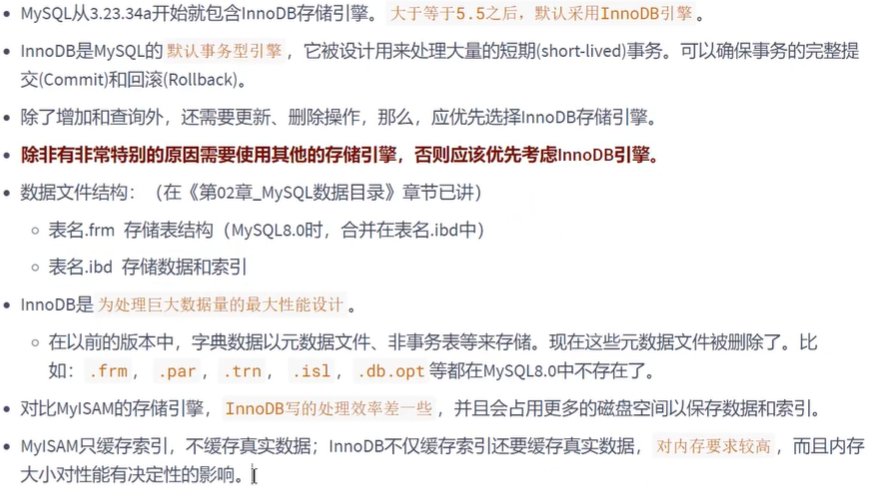 MySQL从3.23.34a开始就包含InnoDB存储引擎。 大于等于5.5之后，默认采用InnoDB引擎 。
InnoDB是MySQL的 默认事务型引擎 ，它被设计用来处理大量的短期(short-lived)事务。可以确保事务的完整提
交(Commit)和回滚(Rollback)。
除了增加和查询外，还需要更新、删除操作，那么，应优先选择InnoDB存储引擎。
除非有非常特别的原因需要使用其他的存储引擎，否则应该优先考虑InnoDB引擎。
数据文件结构：（在《第02章_MySQL数据目录》章节已讲）
表名.frm 存储表结构（MySQL8.0时，合并在表名.ibd中）
表名.ibd 存储数据和索引
InnoDB是 为处理巨大数据量的最大性能设计 。
在以前的版本中，字典数据以元数据文件、非事务表等来存储。现在这些元数据文件被删除了。比
如： .frm ， .par ， .trn ， .isl ， .db.opt 等都在MySQL8.0中不存在了。
对比MyISAM的存储引擎， InnoDB写的处理效率差一些 ，并且会占用更多的磁盘空间以保存数据和索引。
MyISAM只缓存索引，不缓存真实数据；InnoDB不仅缓存索引还要缓存真实数据， 对内存要求较高 ，而且内存
大小对性能有决定性的影响。